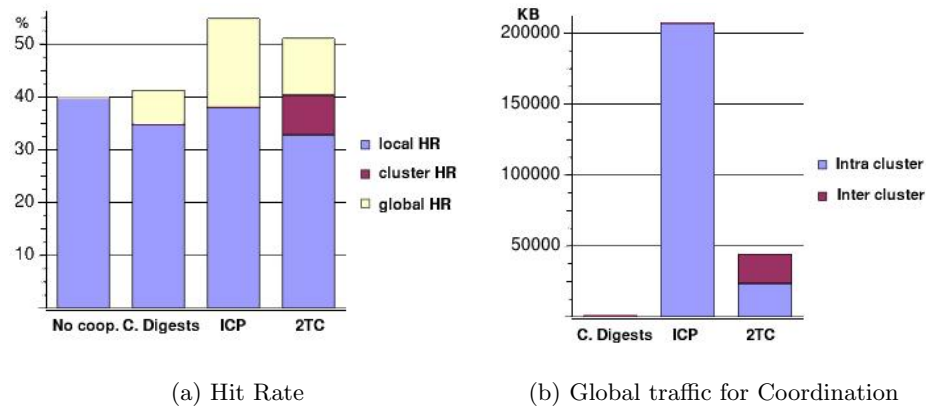 %
50
40
30
20
10
No coop. C. Digests ICP 2TC
local HR
cluster HR
global HR
(a) Hit Rate
KB
200000
150000
100000
50000
C. Digests ICP 2TC
Intra cluster
Inter cluster
(b) Global traffic for Coordination